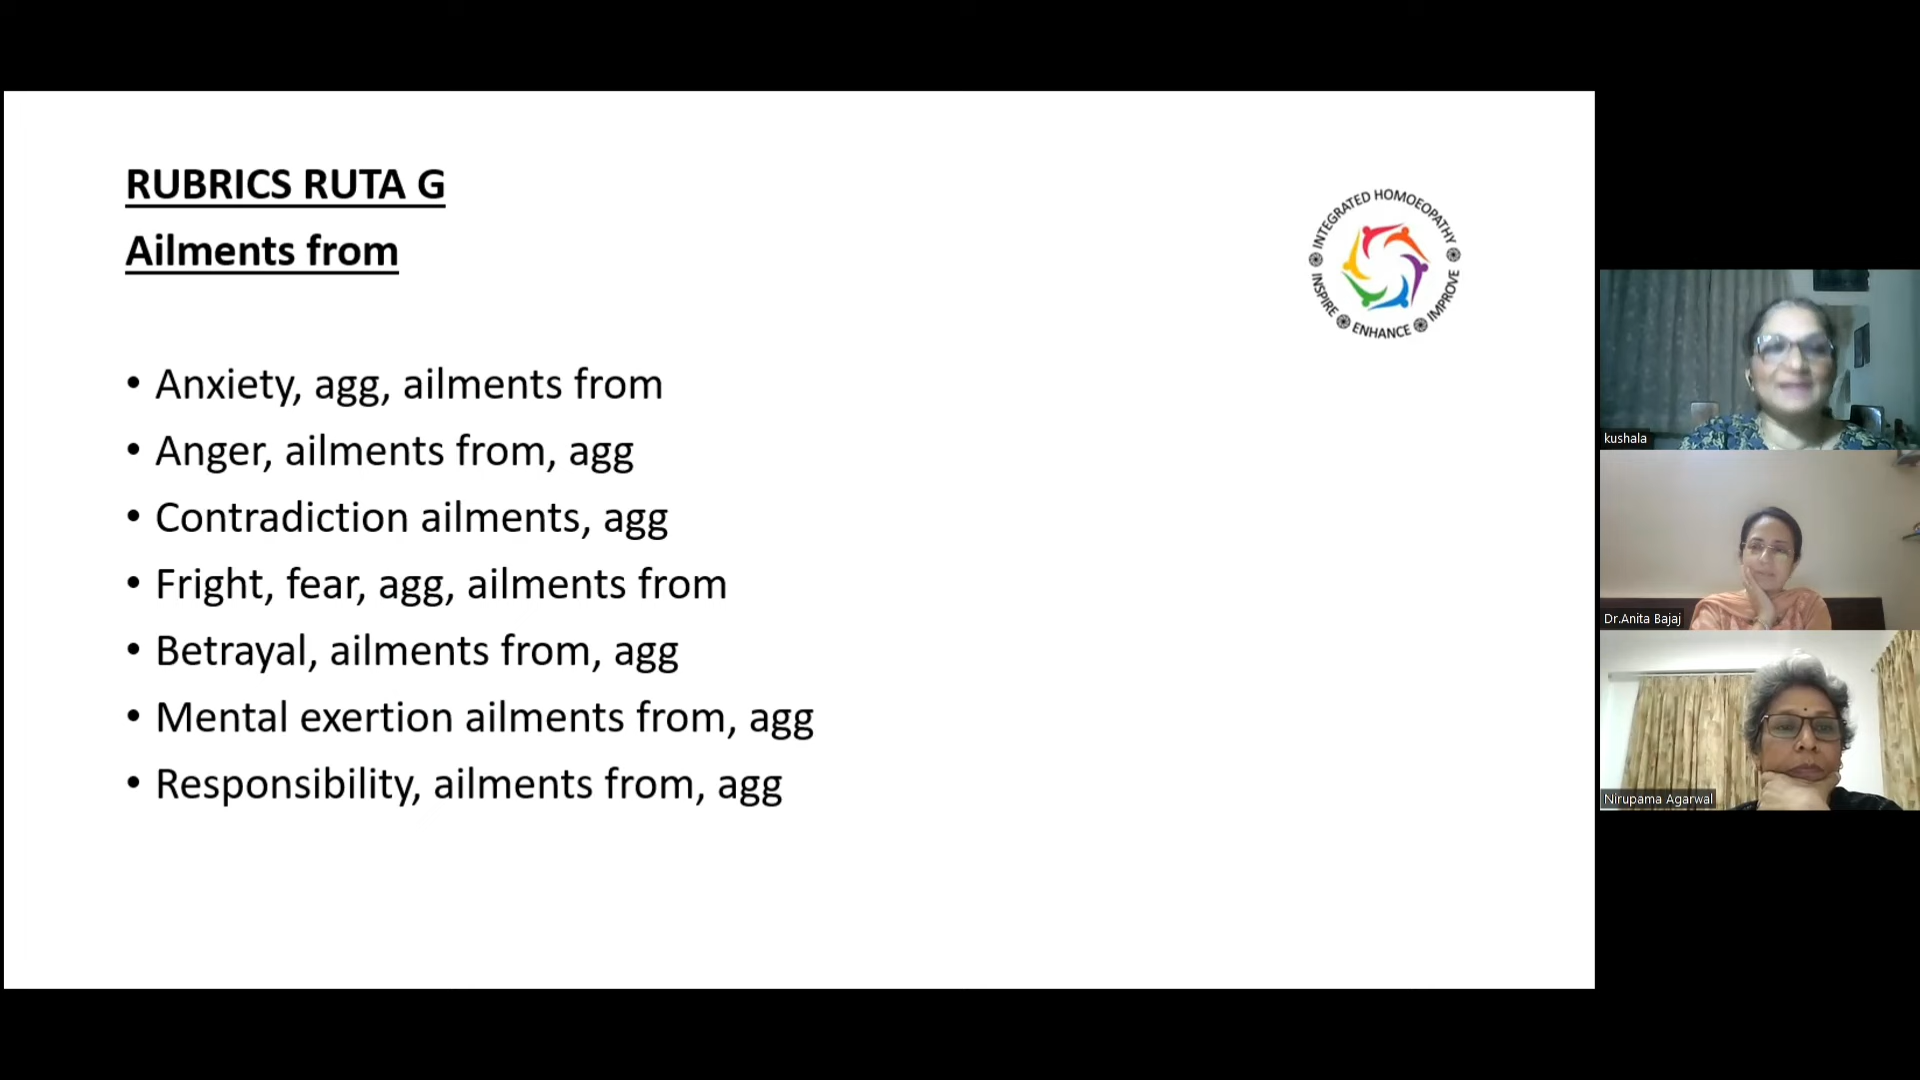 RUBRICS RUTA G
Ailments from
INTEGRATED HOMOEOPATHY
INSPIRE ENHANCE IMPROVE
• Anxiety, agg, ailments from
• Anger, ailments from, agg
• Contradiction ailments, agg
• Fright, fear, agg, ailments from
• Betrayal, ailments from, agg
• Mental exertion ailments from, agg
• Responsibility, ailments from, agg
kushala
Dr.Anita Bajaj
Nirupama Agarwal